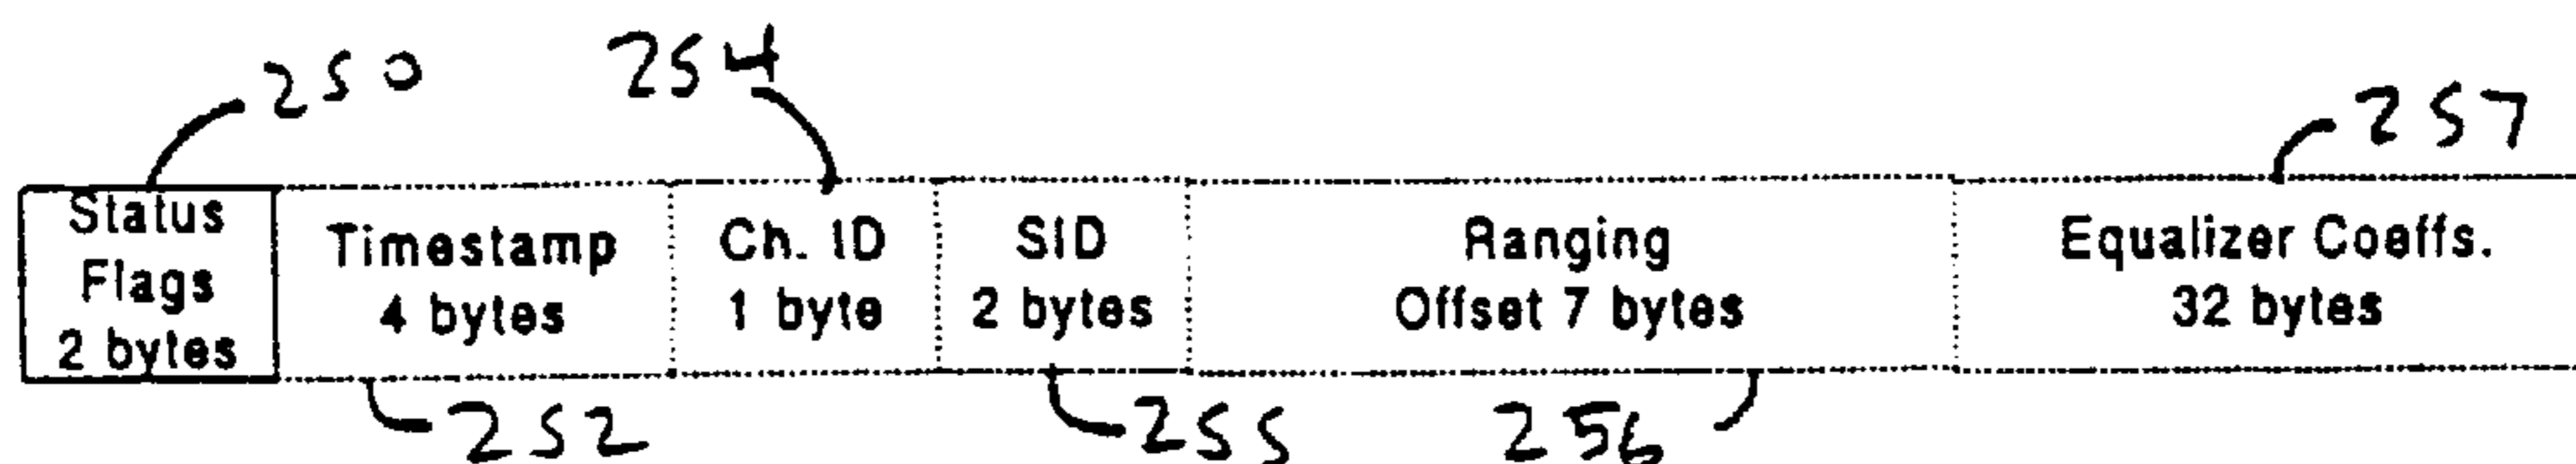 250
254
257
Status
Flags
2 bytes
Timestamp
4 bytes
Ch. ID
1 byte
SID
2 bytes
Ranging
Offset 7 bytes
Equalizer Coeffs.
32 bytes
252
255
256